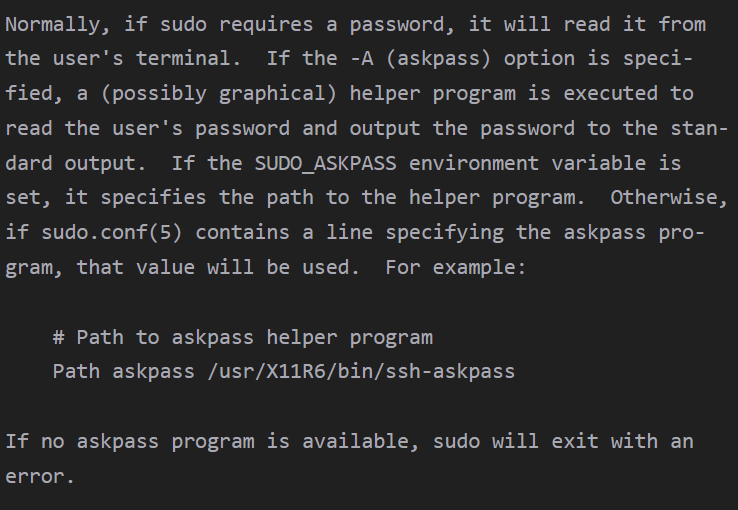 Normally, if sudo requires a password, it will read it from
the user's terminal.  If the -A (askpass) option is speci-
fied, a (possibly graphical) helper program is executed to
read the user's password and output the password to the stan-
dard output.  If the SUDO_ASKPASS environment variable is
set, it specifies the path to the helper program.  Otherwise,
if sudo.conf(5) contains a line specifying the askpass pro-
gram, that value will be used.  For example:

    # Path to askpass helper program
    Path askpass /usr/X11R6/bin/ssh-askpass

If no askpass program is available, sudo will exit with an
error.